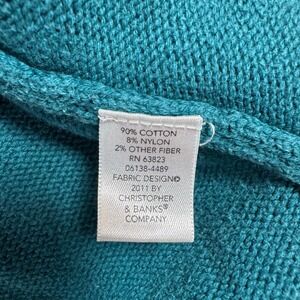 90% COTTON
8% NYLON
2% OTHER FIBER
RN 63823
06138-4489
FABRIC DESIGN©
2011 BY
CHRISTOPHER
& BANKS®
COMPANY